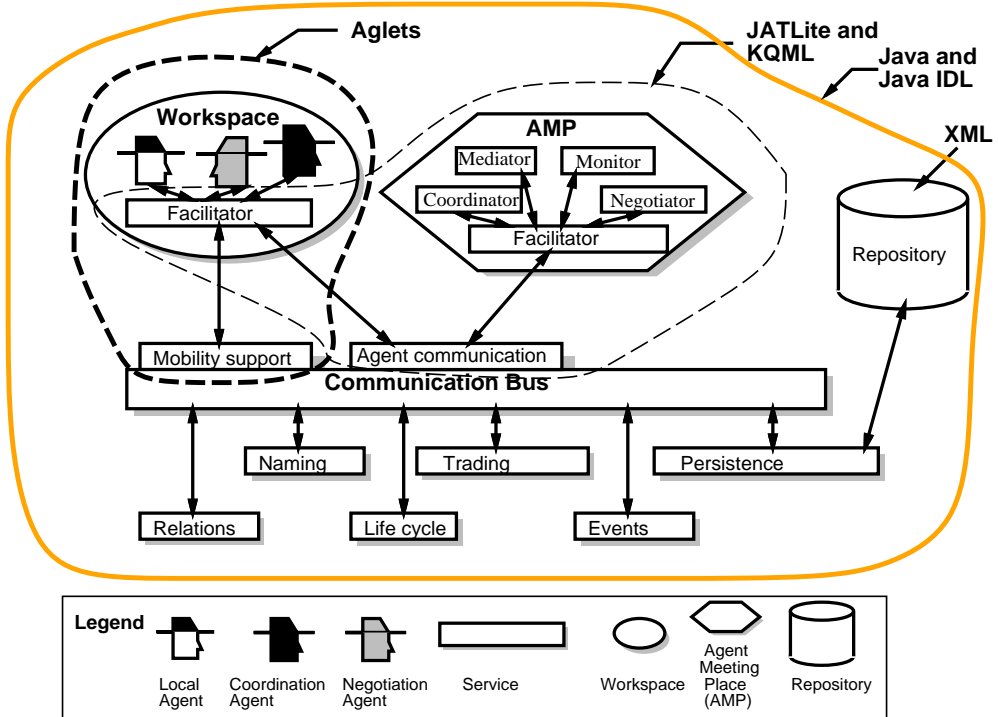 Aglets
JATLite and
KQML
Java and
Java IDL
XML
Workspace
AMP
Mediator
Monitor
Coordinator
Negotiator
Facilitator
Facilitator
Repository
Mobility support
Agent communication
Communication Bus
Naming
Trading
Persistence
Relations
Life cycle
Events
Legend
Local
Agent
Coordination
Agent
Negotiation
Agent
Service
Workspace
Agent
Meeting
Place
(AMP)
Repository